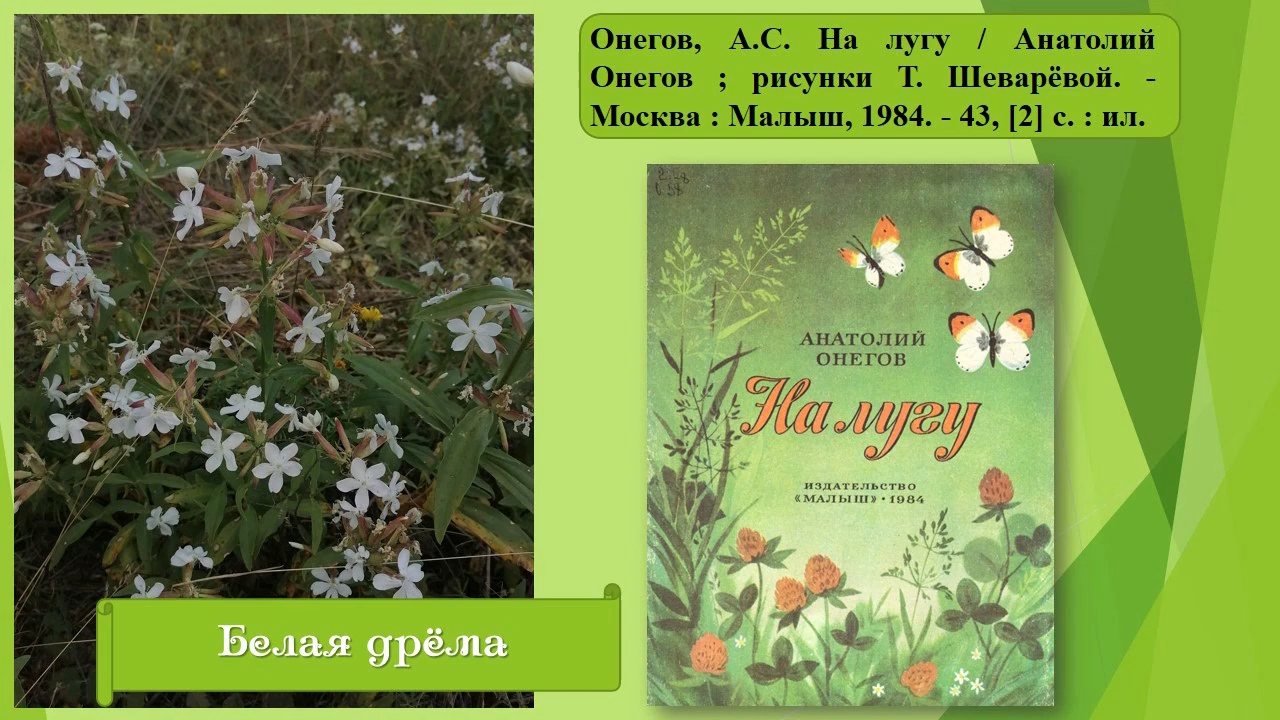 Онегов, А.С. На лугу / Анатолий
Онегов ; рисунки Т. Шеварёвой. -
Москва : Малыш, 1984. - 43, [2] с. : ил.
АНАТОЛИЙ
ОНЕГОВ
На лугу
ИЗДАТЕЛЬСТВО
«МАЛЫШ» • 1984
Белая дрёма